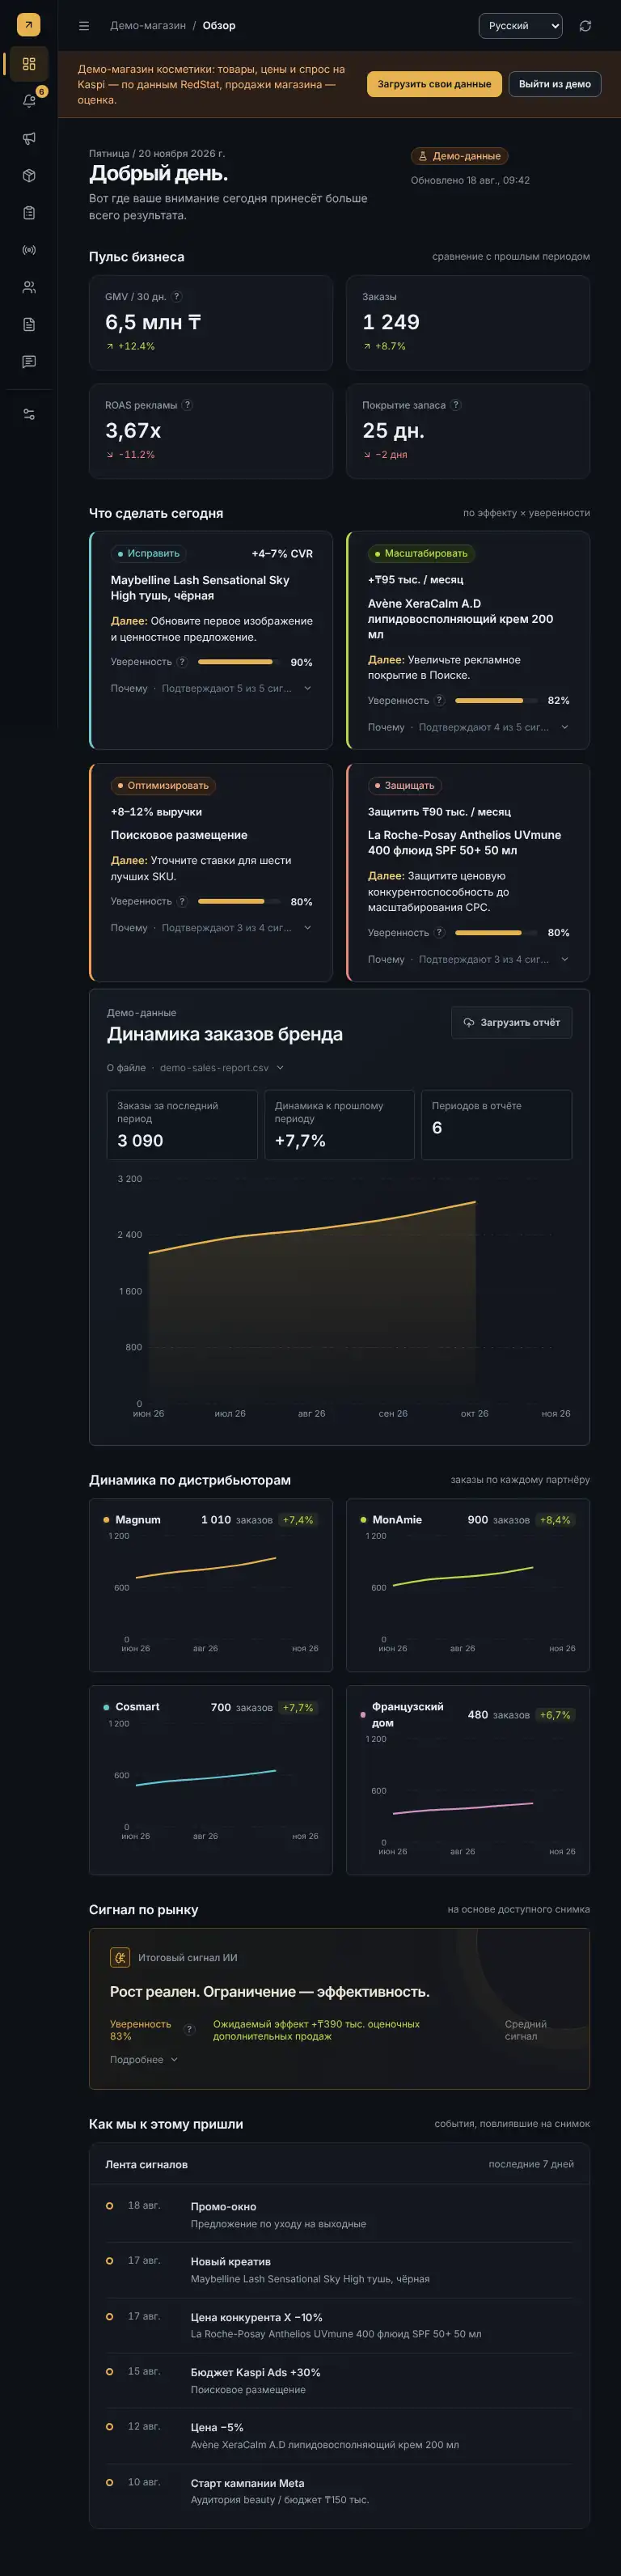 Демо-магазин / Обзор
Русский
6
Демо-магазин косметики: товары, цены и спрос на
Kaspi — по данным RedStat, продажи магазина —
оценка.
Загрузить свои данные
Выйти из демо
Пятница / 20 ноября 2026 г.
Добрый день.
Вот где ваше внимание сегодня принесёт больше
всего результата.
Демо-данные
Обновлено 18 авг., 09:42
Пульс бизнеса
сравнение с прошлым периодом
GMV / 30 дн. ?
6,5 млн ₸
+12.4%
Заказы
1 249
+8.7%
ROAS рекламы ?
3,67x
-11.2%
Покрытие запаса ?
25 дн.
−2 дня
Что сделать сегодня
по эффекту × уверенности
Исправить
+4–7% CVR
Maybelline Lash Sensational Sky
High тушь, чёрная
Далее: Обновите первое изображение
и ценностное предложение.
Уверенность ? 90%
Почему · Подтверждают 5 из 5 сиг...
Масштабировать
+₸95 тыс. / месяц
Avène XeraCalm A.D
липидовосполняющий крем 200
мл
Далее: Увеличьте рекламное
покрытие в Поиске.
Уверенность ? 82%
Почему · Подтверждают 4 из 5 сиг...
Оптимизировать
+8–12% выручки
Поисковое размещение
Далее: Уточните ставки для шести
лучших SKU.
Уверенность ? 80%
Почему · Подтверждают 3 из 4 сиг...
Защищать
Защитить ₸90 тыс. / месяц
La Roche-Posay Anthelios UVmune
400 флюид SPF 50+ 50 мл
Далее: Защитите ценовую
конкурентоспособность до
масштабирования CPC.
Уверенность ? 80%
Почему · Подтверждают 3 из 4 сиг...
Демо-данные
Динамика заказов бренда
Загрузить отчёт
О файле · demo-sales-report.csv
Заказы за последний
период
3 090
Динамика к прошлому
периоду
+7,7%
Периодов в отчёте
6
3 200
2 400
1 600
800
0
июн 26 июл 26 авг 26 сен 26 окт 26 ноя 26
Динамика по дистрибьюторам
заказы по каждому партнёру
Magnum
1 010 заказов +7,4%
1 200
600
0
июн 26 авг 26 ноя 26
MonAmie
900 заказов +8,4%
1 200
600
0
июн 26 авг 26 ноя 26
Cosmart
700 заказов +7,7%
1 200
600
0
июн 26 авг 26 ноя 26
Французский
дом
480 заказов +6,7%
1 200
600
0
июн 26 авг 26 ноя 26
Сигнал по рынку
на основе доступного снимка
Итоговый сигнал ИИ
Рост реален. Ограничение — эффективность.
Уверенность
83%
?
Ожидаемый эффект +₸390 тыс. оценочных
дополнительных продаж
Средний
сигнал
Подробнее
Как мы к этому пришли
события, повлиявшие на снимок
Лента сигналов
последние 7 дней
18 авг.
Промо-окно
Предложение по уходу на выходные
17 авг.
Новый креатив
Maybelline Lash Sensational Sky High тушь, чёрная
17 авг.
Цена конкурента X −10%
La Roche-Posay Anthelios UVmune 400 флюид SPF 50+ 50 мл
15 авг.
Бюджет Kaspi Ads +30%
Поисковое размещение
12 авг.
Цена −5%
Avène XeraCalm A.D липидовосполняющий крем 200 мл
10 авг.
Старт кампании Meta
Аудитория beauty / бюджет ₸150 тыс.